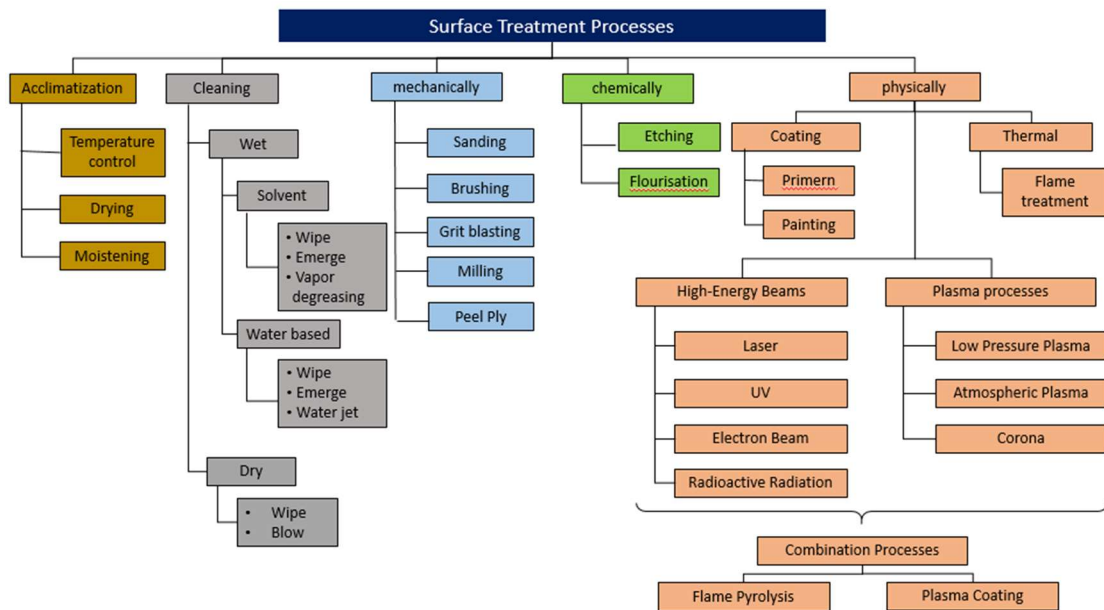 Surface Treatment Processes
Acclimatization
Temperature
control
Drying
Moistening
Cleaning
Wet
Solvent
• Wipe
• Emerge
• Vapor
degreasing
Water based
• Wipe
• Emerge
• Water jet
Dry
• Wipe
• Blow
mechanically
Sanding
Brushing
Grit blasting
Milling
Peel Ply
chemically
Etching
Flourisation
physically
Coating
Primern
Painting
Thermal
Flame
treatment
High-Energy Beams
Laser
UV
Electron Beam
Radioactive Radiation
Plasma processes
Low Pressure Plasma
Atmospheric Plasma
Corona
Combination Processes
Flame Pyrolysis
Plasma Coating